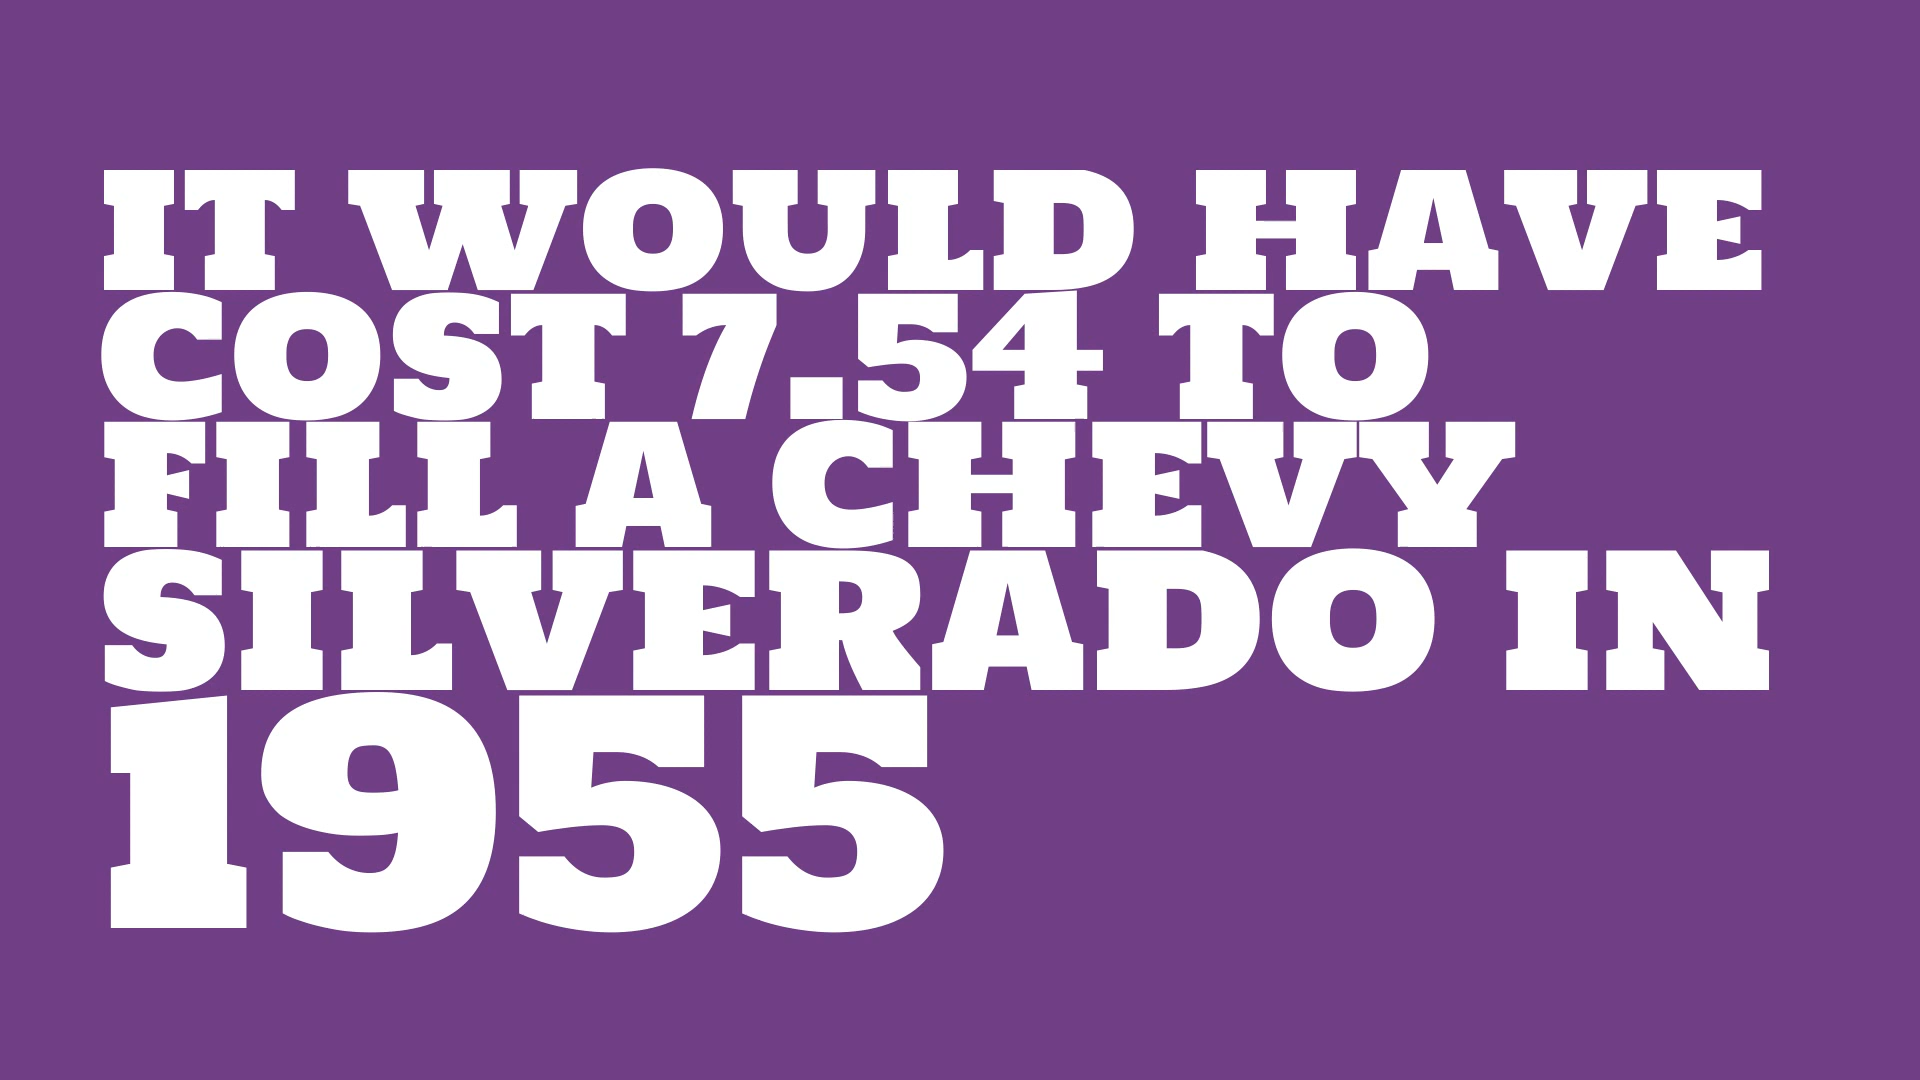 IT WOULD HAVE
COST 7.54 TO
FILL A CHEVY
SILVERADO IN
1955